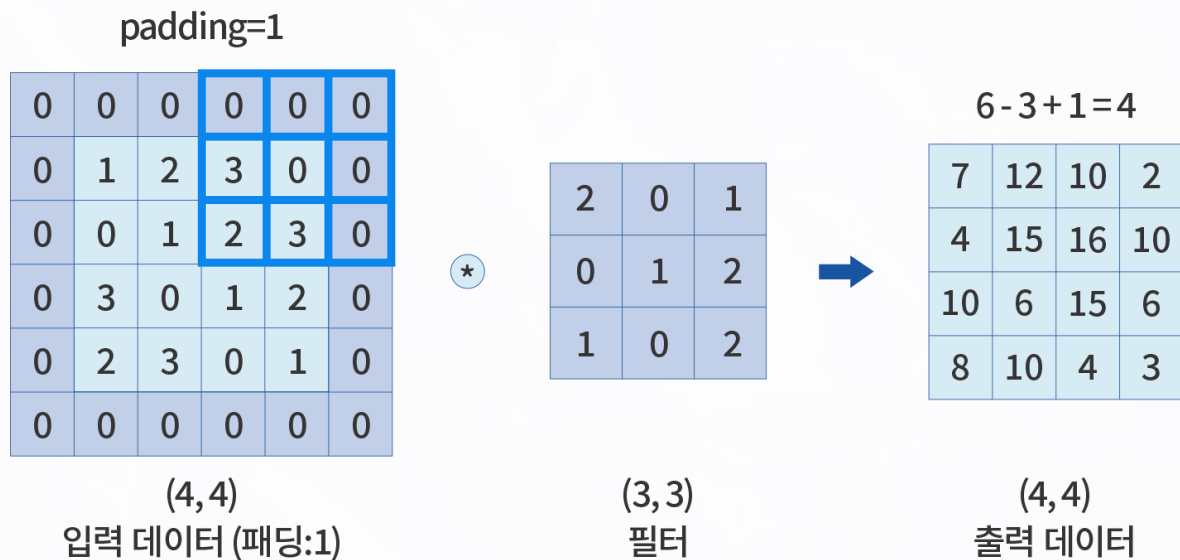 padding=1
0 0 0 0 0 0
0 1 2 3 0 0
0 0 1 2 3 0
0 3 0 1 2 0
0 2 3 0 1 0
0 0 0 0 0 0
(4, 4)
입력 데이터 (패딩:1)
*
2 0 1
0 1 2
1 0 2
(3, 3)
필터
6 - 3 + 1 = 4
7 12 10 2
4 15 16 10
10 6 15 6
8 10 4 3
(4, 4)
출력 데이터